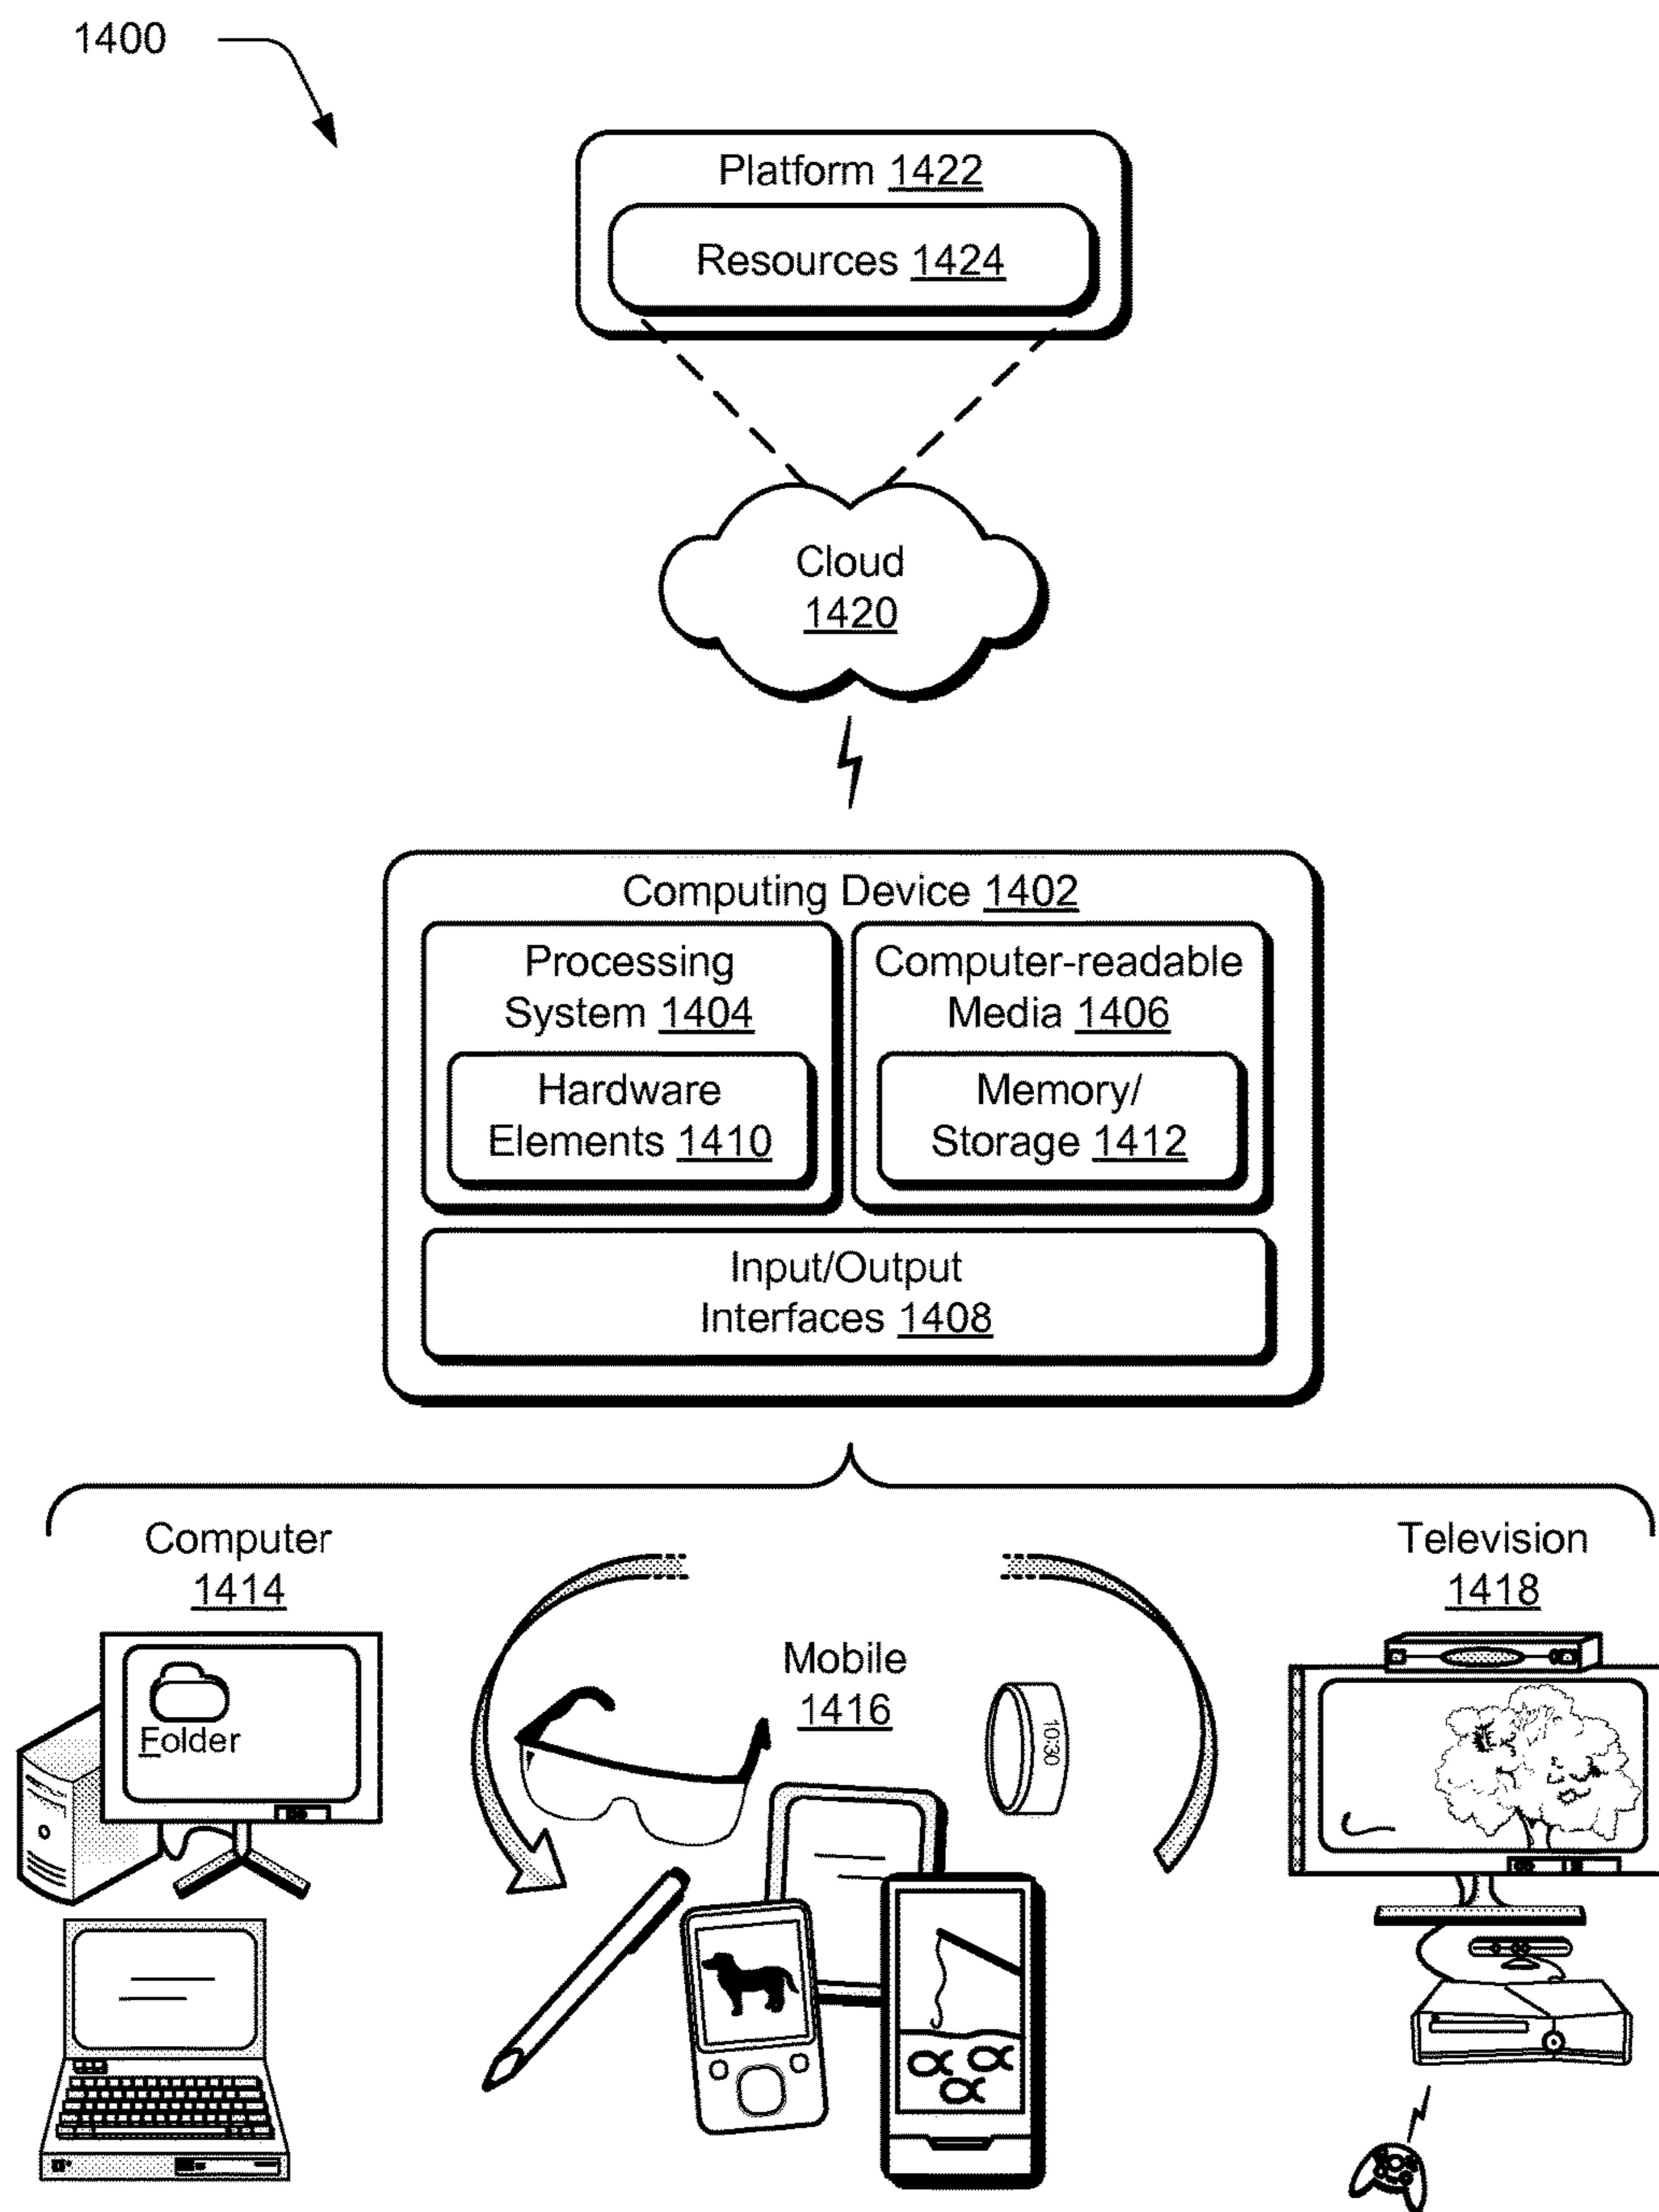 1400
Platform 1422
Resources 1424
Cloud
1420
Computing Device 1402
Processing
System 1404
Hardware
Elements 1410
Computer-readable
Media 1406
Memory/
Storage 1412
Input/Output
Interfaces 1408
Computer
1414
Folder
Mobile
1416
10:30
Television
1418